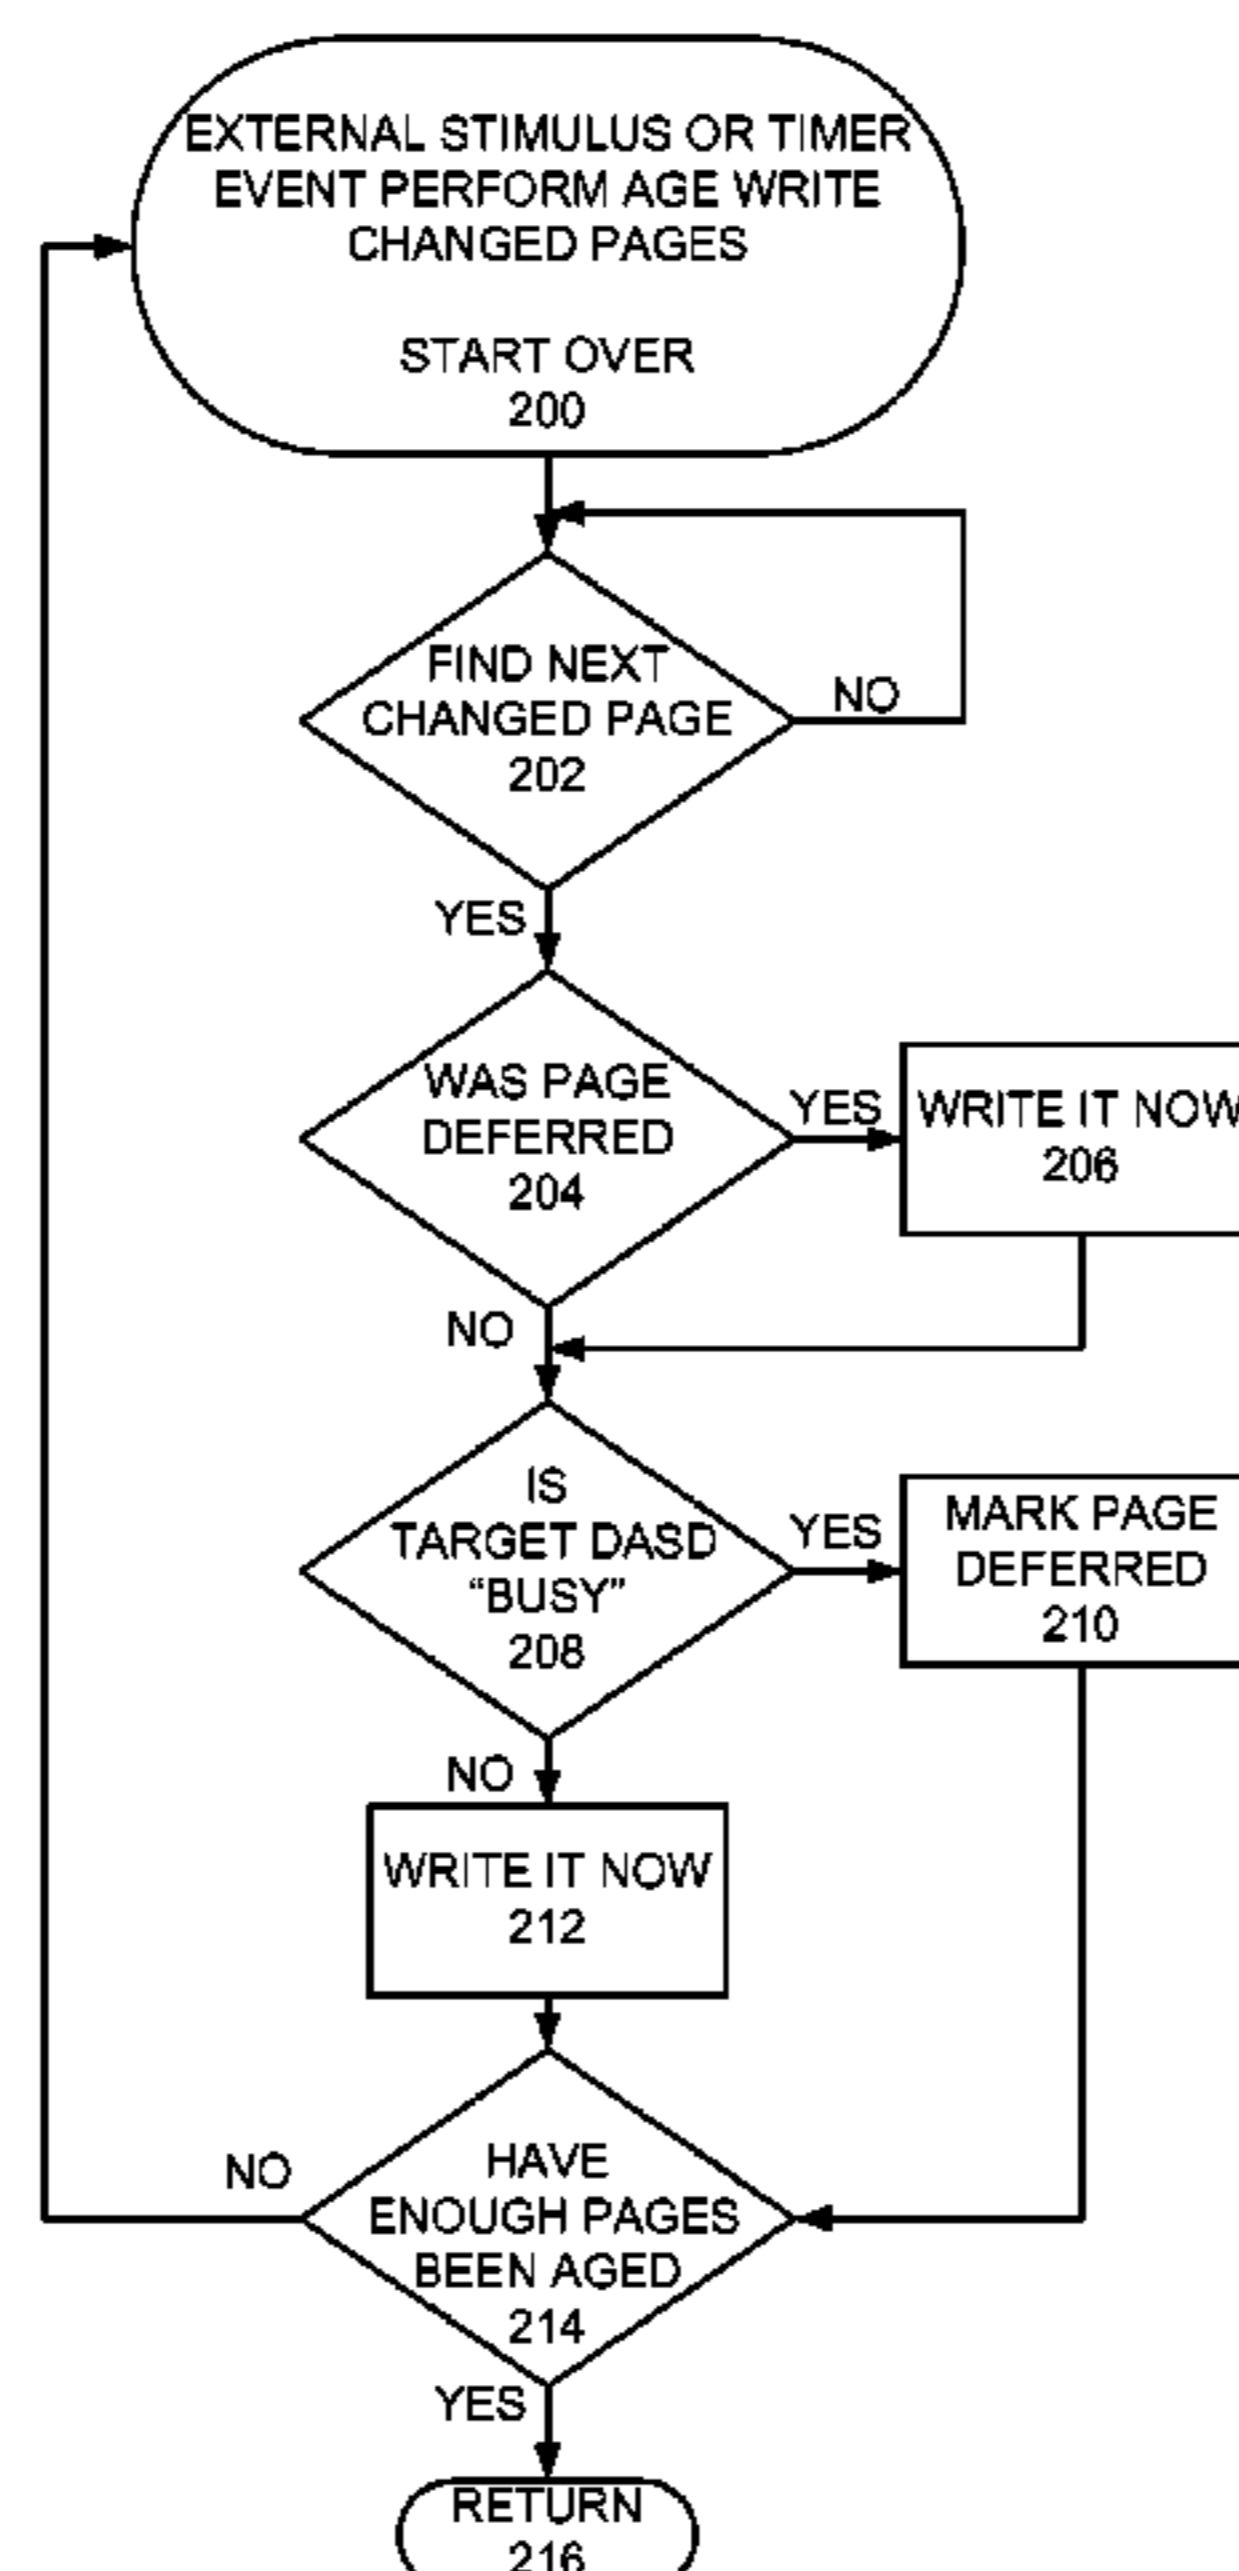 EXTERNAL STIMULUS OR TIMER
EVENT PERFORM AGE WRITE
CHANGED PAGES
START OVER
200
FIND NEXT
CHANGED PAGE
202
NO
YES
WAS PAGE
DEFERRED
204
YES
WRITE IT NOW
206
NO
IS
TARGET DASD
“BUSY”
208
YES
MARK PAGE
DEFERRED
210
NO
WRITE IT NOW
212
HAVE
ENOUGH PAGES
BEEN AGED
214
NO
YES
RETURN
216